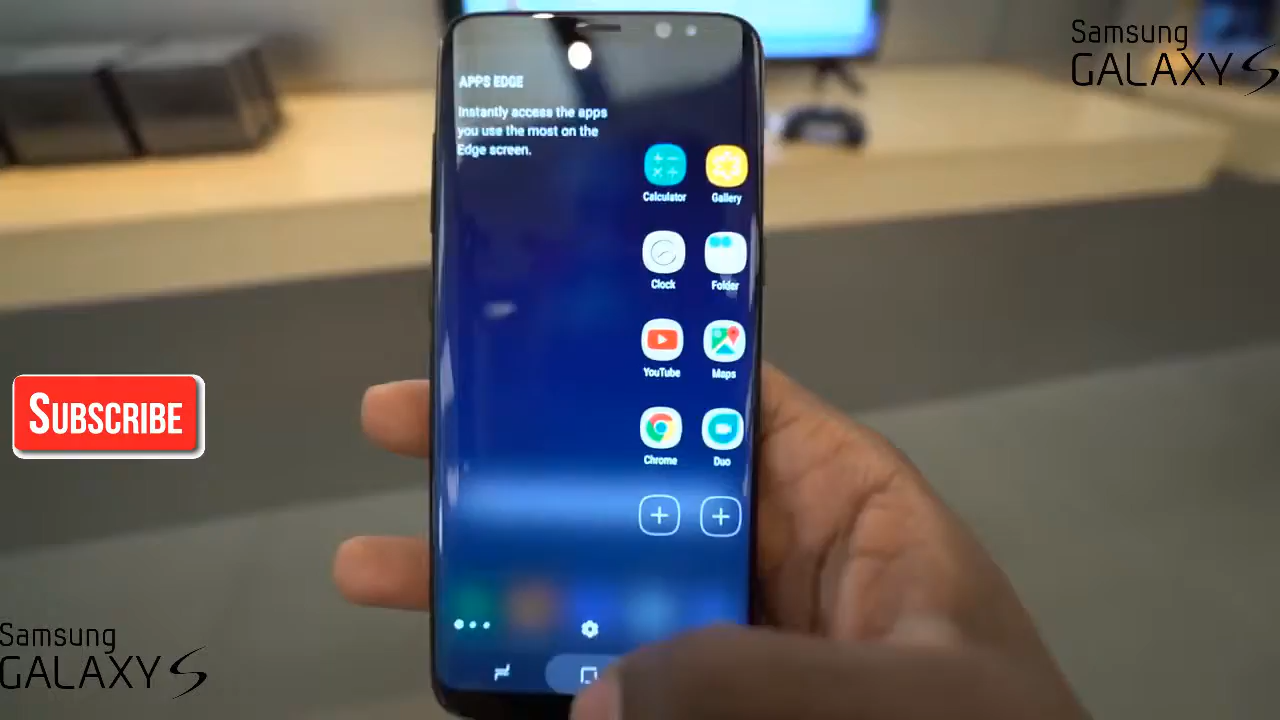 Samsung
GALAXY S
APPS EDGE
Instantly access the apps
you use the most on the
Edge screen.
Calculator
Gallery
Clock
Folder
YouTube
Maps
Chrome
Duo
SUBSCRIBE
Samsung
GALAXY S